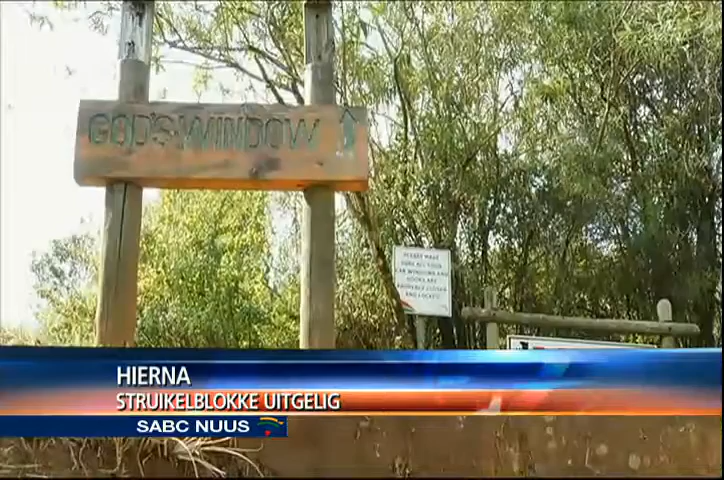 GOD'S WINDOW
PLEASE MAKE
SURE ALL YOUR
CAR WINDOWS AND
DOORS ARE
PROPERLY CLOSED
AND LOCKED
HIERNA
STRUIKELBLOKKE UITGELIG
SABC NUUS